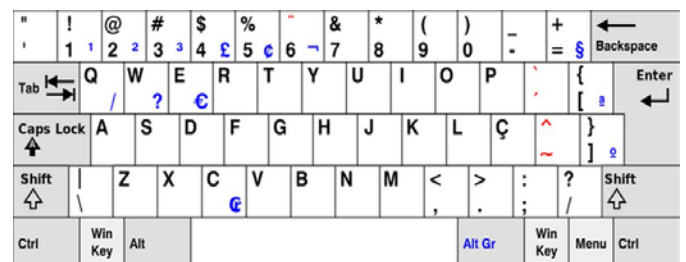 " ! @ # $ % ¨ & * ( ) _ +
' 1 ¹ 2 ² 3 ³ 4 £ 5 ¢ 6 ¬ 7 8 9 0 - = § Backspace
Tab Q W E R T Y U I O P ` { Enter
/ ? € ´ [ ª
Caps Lock A S D F G H J K L Ç ^ }
~ ] º
Shift | Z X C V B N M < > : ? Shift
\ ₢ , . ; /
Ctrl Win Key Alt Alt Gr Win Key Menu Ctrl